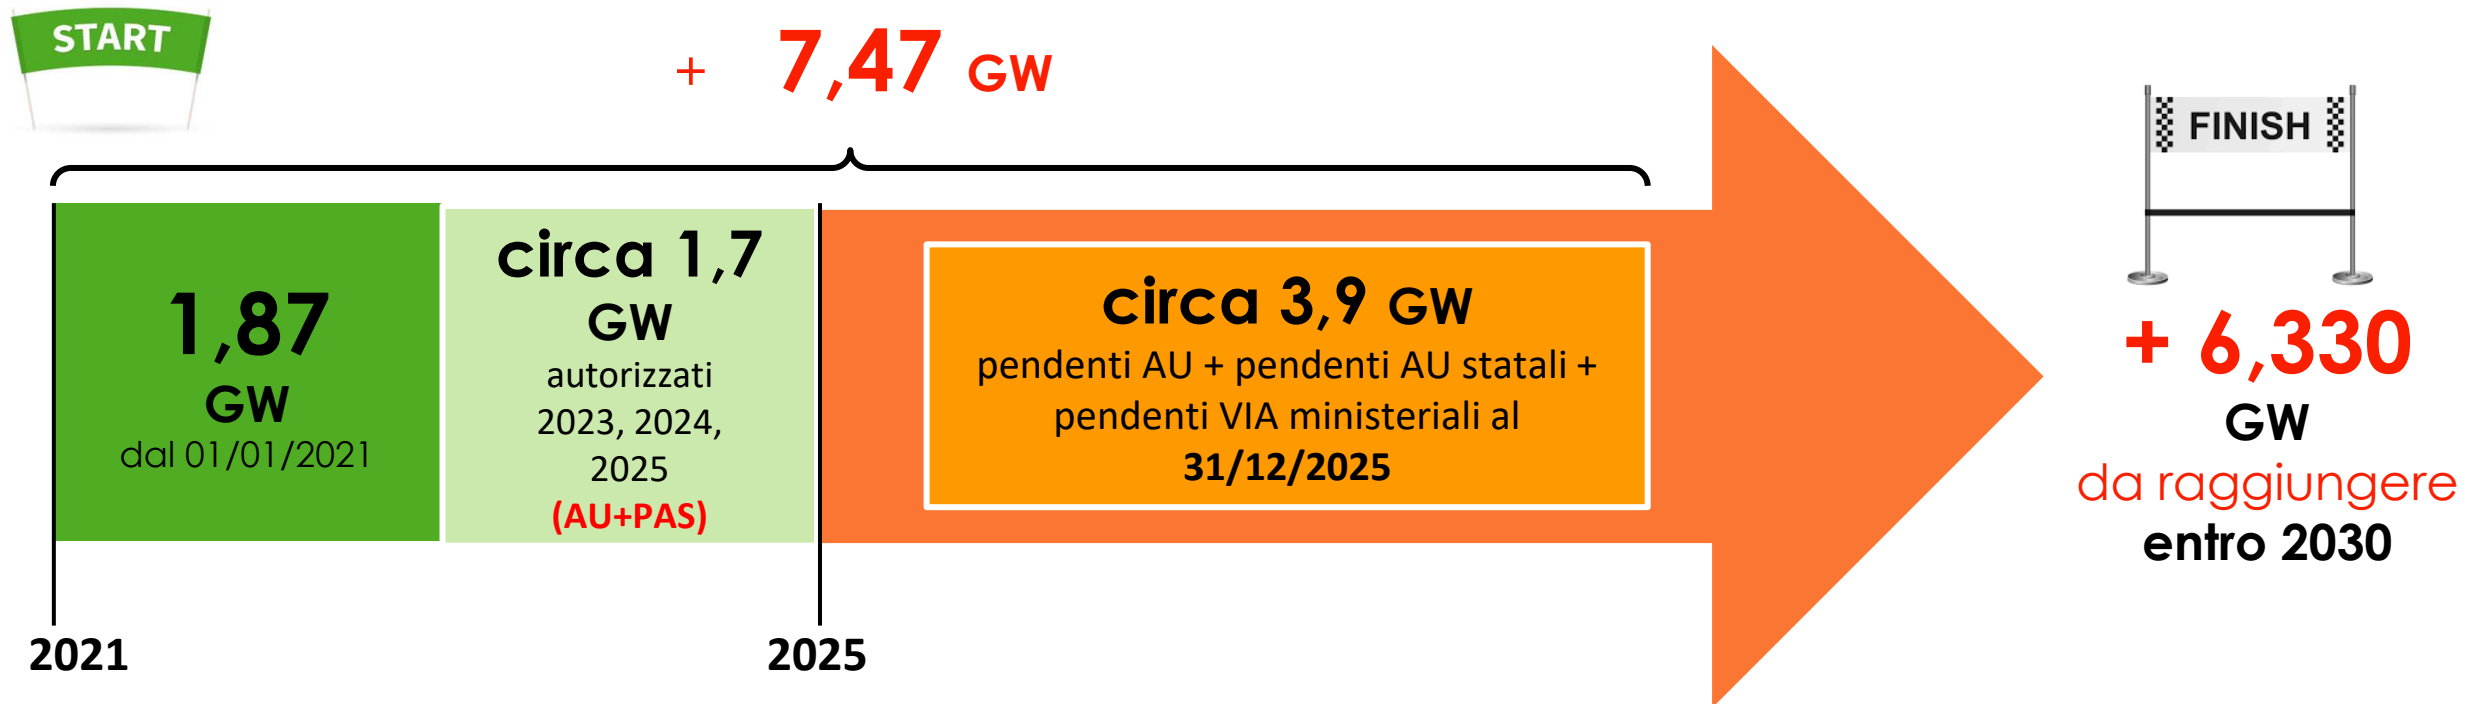 START
+ 7,47 GW
FINISH
1,87
GW
dal 01/01/2021
circa 1,7
GW
autorizzati
2023, 2024,
2025
(AU+PAS)
circa 3,9 GW
pendenti AU + pendenti AU statali +
pendenti VIA ministeriali al
31/12/2025
+ 6,330
GW
da raggiungere
entro 2030
2021
2025